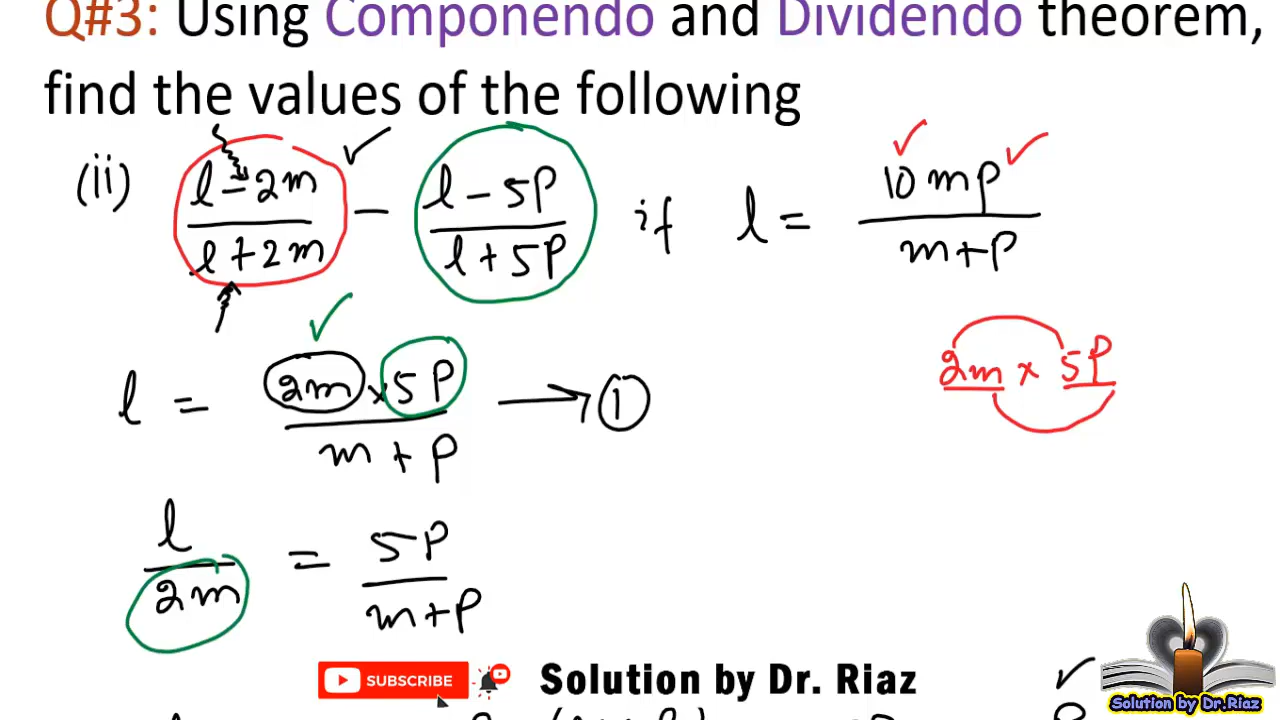 Q#3: Using Componendo and Dividendo theorem,
find the values of the following
(ii) (l - 2m)/(l + 2m) - (l - 5P)/(l + 5P) if l = 10mp/(m+P)
l = (2m × 5P)/(m + P) → ①
2m × 5P
l/2m = 5P/(m+P)
SUBSCRIBE
Solution by Dr. Riaz
Solution by Dr.Riaz